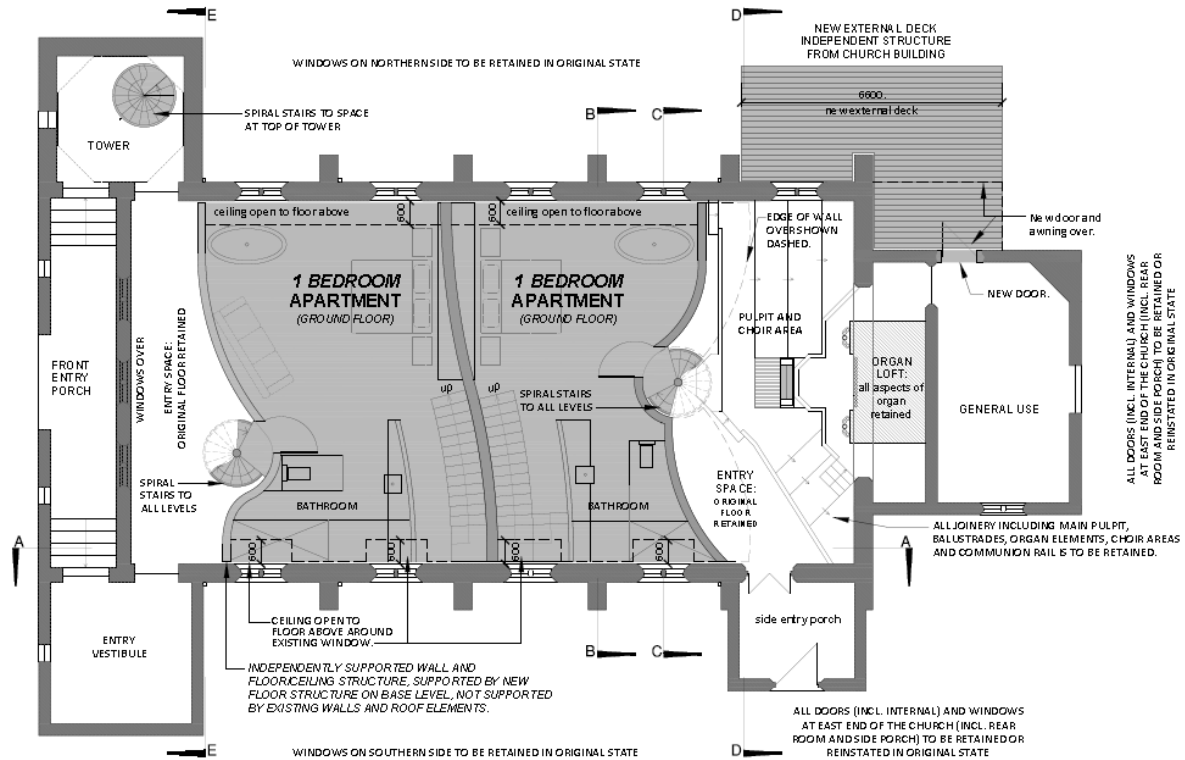 E
D
NEW EXTERNAL DECK
INDEPENDENT STRUCTURE
FROM CHURCH BUILDING
WINDOWS ON NORTHERN SIDE TO BE RETAINED IN ORIGINAL STATE
6600.
new external deck
SPIRAL STAIRS TO SPACE
AT TOP OF TOWER
B
C
TOWER
ceiling open to floor above
600
600
ceiling open to floor above
EDGE OF WALL
OVER SHOWN
DASHED.
New door and
awning over.
1 BEDROOM
APARTMENT
(GROUND FLOOR)
1 BEDROOM
APARTMENT
(GROUND FLOOR)
NEW DOOR.
PULPIT AND
CHOIR AREA
ALL DOORS (INCL. INTERNAL) AND WINDOWS
AT EAST END OF THE CHURCH (INCL. REAR
ROOM AND SIDE PORCH) TO BE RETAINED OR
REINSTATED IN ORIGINAL STATE
FRONT
ENTRY
PORCH
WINDOWS OVER
ENTRY SPACE:
ORIGINAL FLOOR RETAINED
ORGAN
LOFT:
all aspects of
organ
retained
up
up
SPIRAL STAIRS
TO ALL LEVELS
GENERAL USE
SPIRAL
STAIRS TO
ALL LEVELS
BATHROOM
BATHROOM
ENTRY
SPACE:
ORIGINAL
FLOOR
RETAINED
ALL JOINERY INCLUDING MAIN PULPIT,
BALUSTRADES, ORGAN ELEMENTS, CHOIR AREAS
AND COMMUNION RAIL IS TO BE RETAINED.
A
600
600
600
600
A
CEILING OPEN TO
FLOOR ABOVE AROUND
EXISTING WINDOW.
side entry porch
ENTRY
VESTIBULE
B
C
INDEPENDENTLY SUPPORTED WALL AND
FLOOR/CEILING STRUCTURE, SUPPORTED BY NEW
FLOOR STRUCTURE ON BASE LEVEL, NOT SUPPORTED
BY EXISTING WALLS AND ROOF ELEMENTS.
ALL DOORS (INCL. INTERNAL) AND WINDOWS
AT EAST END OF THE CHURCH (INCL. REAR
ROOM AND SIDE PORCH) TO BE RETAINED OR
REINSTATED IN ORIGINAL STATE
E
WINDOWS ON SOUTHERN SIDE TO BE RETAINED IN ORIGINAL STATE
D